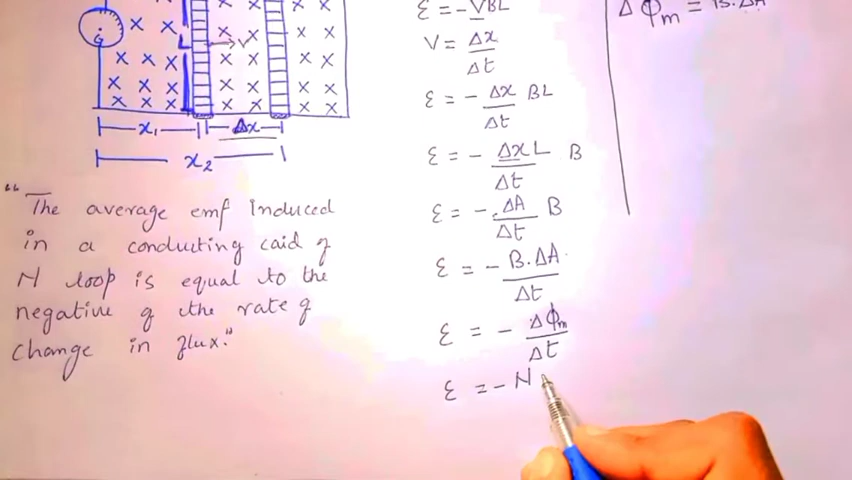 G
L
V
x₁
Δx
x₂
"The average emf Induced
in a conducting caid of
N loop is equal to the
negative of the rate of
change in flux."
Ɛ = -VBL
V = Δx/Δt
Ɛ = - Δx/Δt BL
Ɛ = - ΔxL/Δt B
Ɛ = - ΔA/Δt B
Ɛ = - B.ΔA/Δt
Ɛ = - Δϕm/Δt
Ɛ = - N
Δϕm = B.ΔA